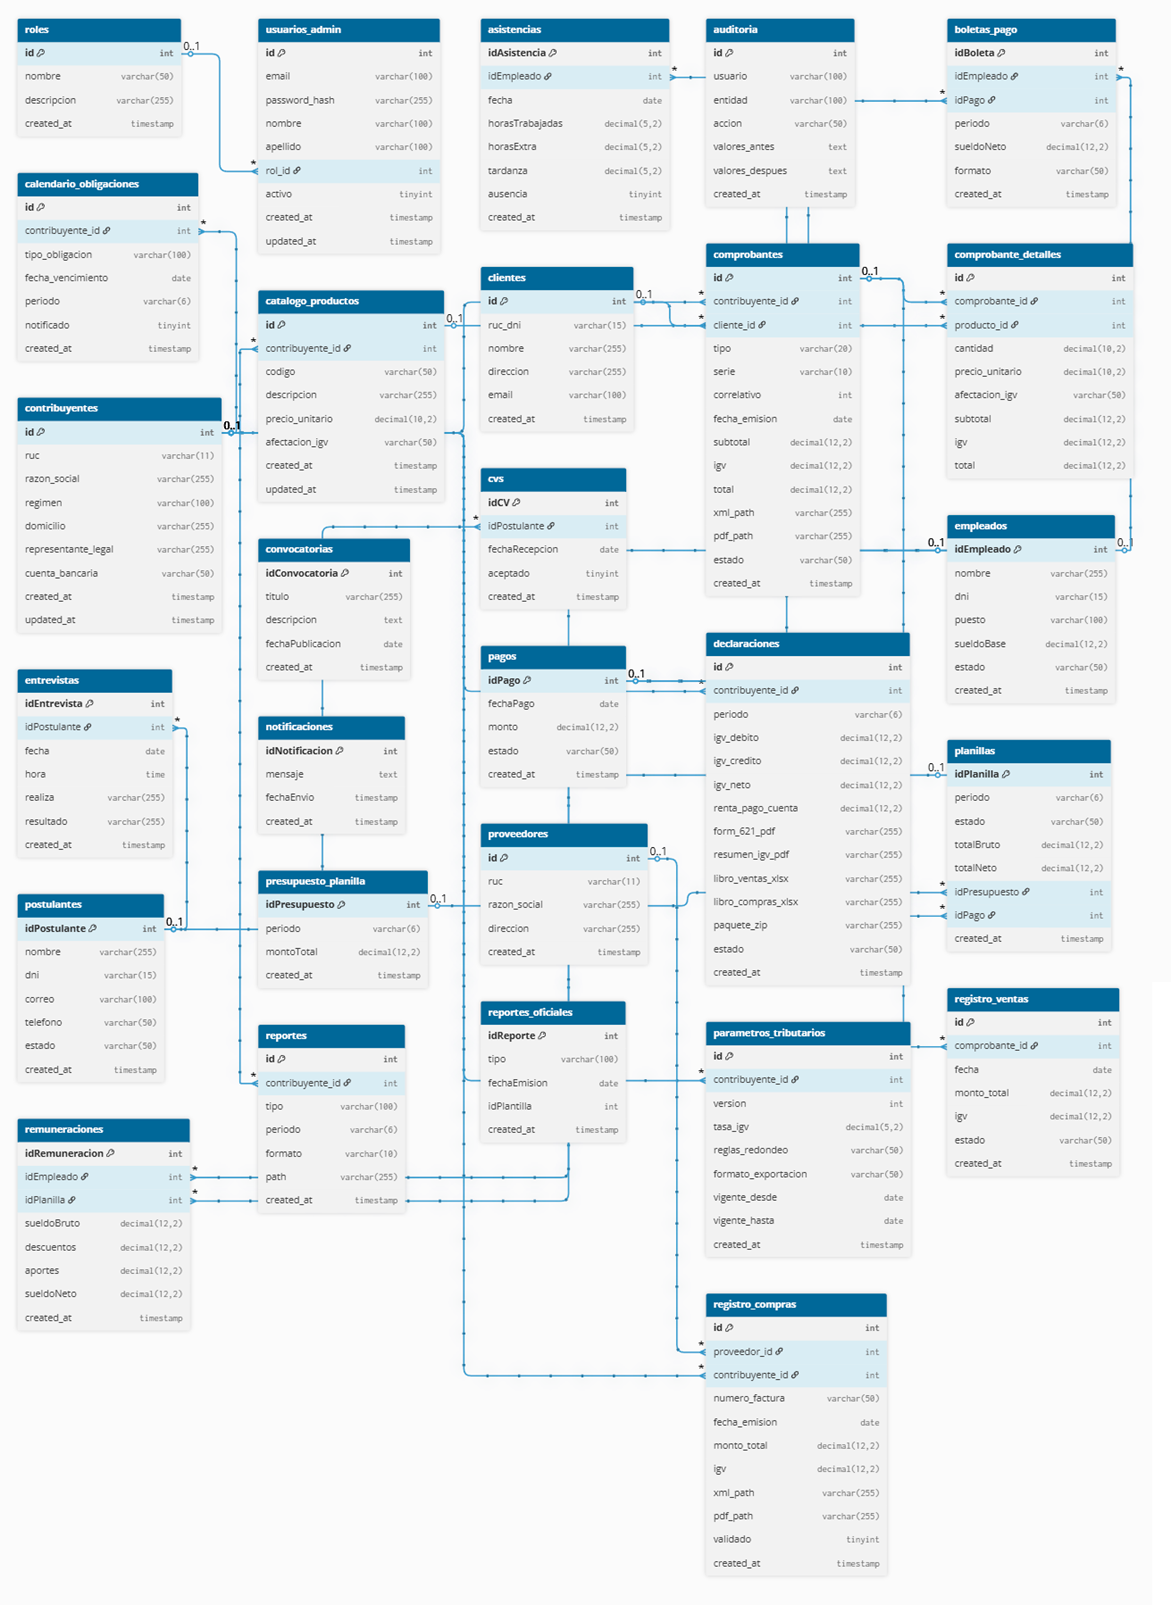 roles
id int
nombre varchar(50)
descripcion varchar(255)
created_at timestamp
0..1
usuarios_admin
id int
email varchar(100)
password_hash varchar(255)
nombre varchar(100)
apellido varchar(100)
* rol_id int
activo tinyint
created_at timestamp
updated_at timestamp
asistencias
idAsistencia int
idEmpleado int *
fecha date
horasTrabajadas decimal(5,2)
horasExtra decimal(5,2)
tardanza decimal(5,2)
ausencia tinyint
created_at timestamp
auditoria
id int
usuario varchar(100)
entidad varchar(100)
accion varchar(50)
valores_antes text
valores_despues text
created_at timestamp
boletas_pago
idBoleta int
idEmpleado int *
* idPago int
periodo varchar(6)
sueldoNeto decimal(12,2)
formato varchar(50)
created_at timestamp
calendario_obligaciones
id int
contribuyente_id int *
tipo_obligacion varchar(100)
fecha_vencimiento date
periodo varchar(6)
notificado tinyint
created_at timestamp
catalogo_productos
id int 0..1
* contribuyente_id int
codigo varchar(50)
descripcion varchar(255)
precio_unitario decimal(10,2)
afectacion_igv varchar(50)
created_at timestamp
updated_at timestamp
clientes
id int 0..1
ruc_dni varchar(15)
nombre varchar(255)
direccion varchar(255)
email varchar(100)
created_at timestamp
comprobantes
id int 0..1
* contribuyente_id int
* cliente_id int
tipo varchar(20)
serie varchar(10)
correlativo int
fecha_emision date
subtotal decimal(12,2)
igv decimal(12,2)
total decimal(12,2)
xml_path varchar(255)
pdf_path varchar(255)
estado varchar(50)
created_at timestamp
comprobante_detalles
id int
* comprobante_id int
* producto_id int
cantidad decimal(10,2)
precio_unitario decimal(10,2)
afectacion_igv varchar(50)
subtotal decimal(12,2)
igv decimal(12,2)
total decimal(12,2)
contribuyentes
id int 0..1
ruc varchar(11)
razon_social varchar(255)
regimen varchar(100)
domicilio varchar(255)
representante_legal varchar(255)
cuenta_bancaria varchar(50)
created_at timestamp
updated_at timestamp
convocatorias
idConvocatoria int
titulo varchar(255)
descripcion text
fechaPublicacion date
created_at timestamp
cvs
idCV int
* idPostulante int
fechaRecepcion date
aceptado tinyint
created_at timestamp
empleados
0..1 idEmpleado int 0..1
nombre varchar(255)
dni varchar(15)
puesto varchar(100)
sueldoBase decimal(12,2)
estado varchar(50)
created_at timestamp
entrevistas
idEntrevista int
idPostulante int *
fecha date
hora time
realiza varchar(255)
resultado varchar(255)
created_at timestamp
notificaciones
idNotificacion int
mensaje text
fechaEnvio timestamp
created_at timestamp
pagos
idPago int 0..1
fechaPago date
monto decimal(12,2)
estado varchar(50)
created_at timestamp
declaraciones
id int
* contribuyente_id int
periodo varchar(6)
igv_debito decimal(12,2)
igv_credito decimal(12,2)
igv_neto decimal(12,2)
renta_pago_cuenta decimal(12,2)
form_621_pdf varchar(255)
resumen_igv_pdf varchar(255)
libro_ventas_xlsx varchar(255)
libro_compras_xlsx varchar(255)
paquete_zip varchar(255)
estado varchar(50)
created_at timestamp
planillas
0..1 idPlanilla int
periodo varchar(6)
estado varchar(50)
totalBruto decimal(12,2)
totalNeto decimal(12,2)
* idPresupuesto int
* idPago int
created_at timestamp
postulantes
idPostulante int 0..1
nombre varchar(255)
dni varchar(15)
correo varchar(100)
telefono varchar(50)
estado varchar(50)
created_at timestamp
presupuesto_planilla
idPresupuesto int 0..1
periodo varchar(6)
montoTotal decimal(12,2)
created_at timestamp
proveedores
id int 0..1
ruc varchar(11)
razon_social varchar(255)
direccion varchar(255)
created_at timestamp
reportes
id int
* contribuyente_id int
tipo varchar(100)
periodo varchar(6)
formato varchar(10)
path varchar(255)
created_at timestamp
reportes_oficiales
idReporte int
tipo varchar(100)
fechaEmision date
idPlantilla int
created_at timestamp
parametros_tributarios
id int
* contribuyente_id int
version int
tasa_igv decimal(5,2)
reglas_redondeo varchar(50)
formato_exportacion varchar(50)
vigente_desde date
vigente_hasta date
created_at timestamp
registro_ventas
id int
* comprobante_id int
fecha date
monto_total decimal(12,2)
igv decimal(12,2)
estado varchar(50)
created_at timestamp
remuneraciones
idRemuneracion int
idEmpleado int *
idPlanilla int *
sueldoBruto decimal(12,2)
descuentos decimal(12,2)
aportes decimal(12,2)
sueldoNeto decimal(12,2)
created_at timestamp
registro_compras
id int
* proveedor_id int
* contribuyente_id int
numero_factura varchar(50)
fecha_emision date
monto_total decimal(12,2)
igv decimal(12,2)
xml_path varchar(255)
pdf_path varchar(255)
validado tinyint
created_at timestamp